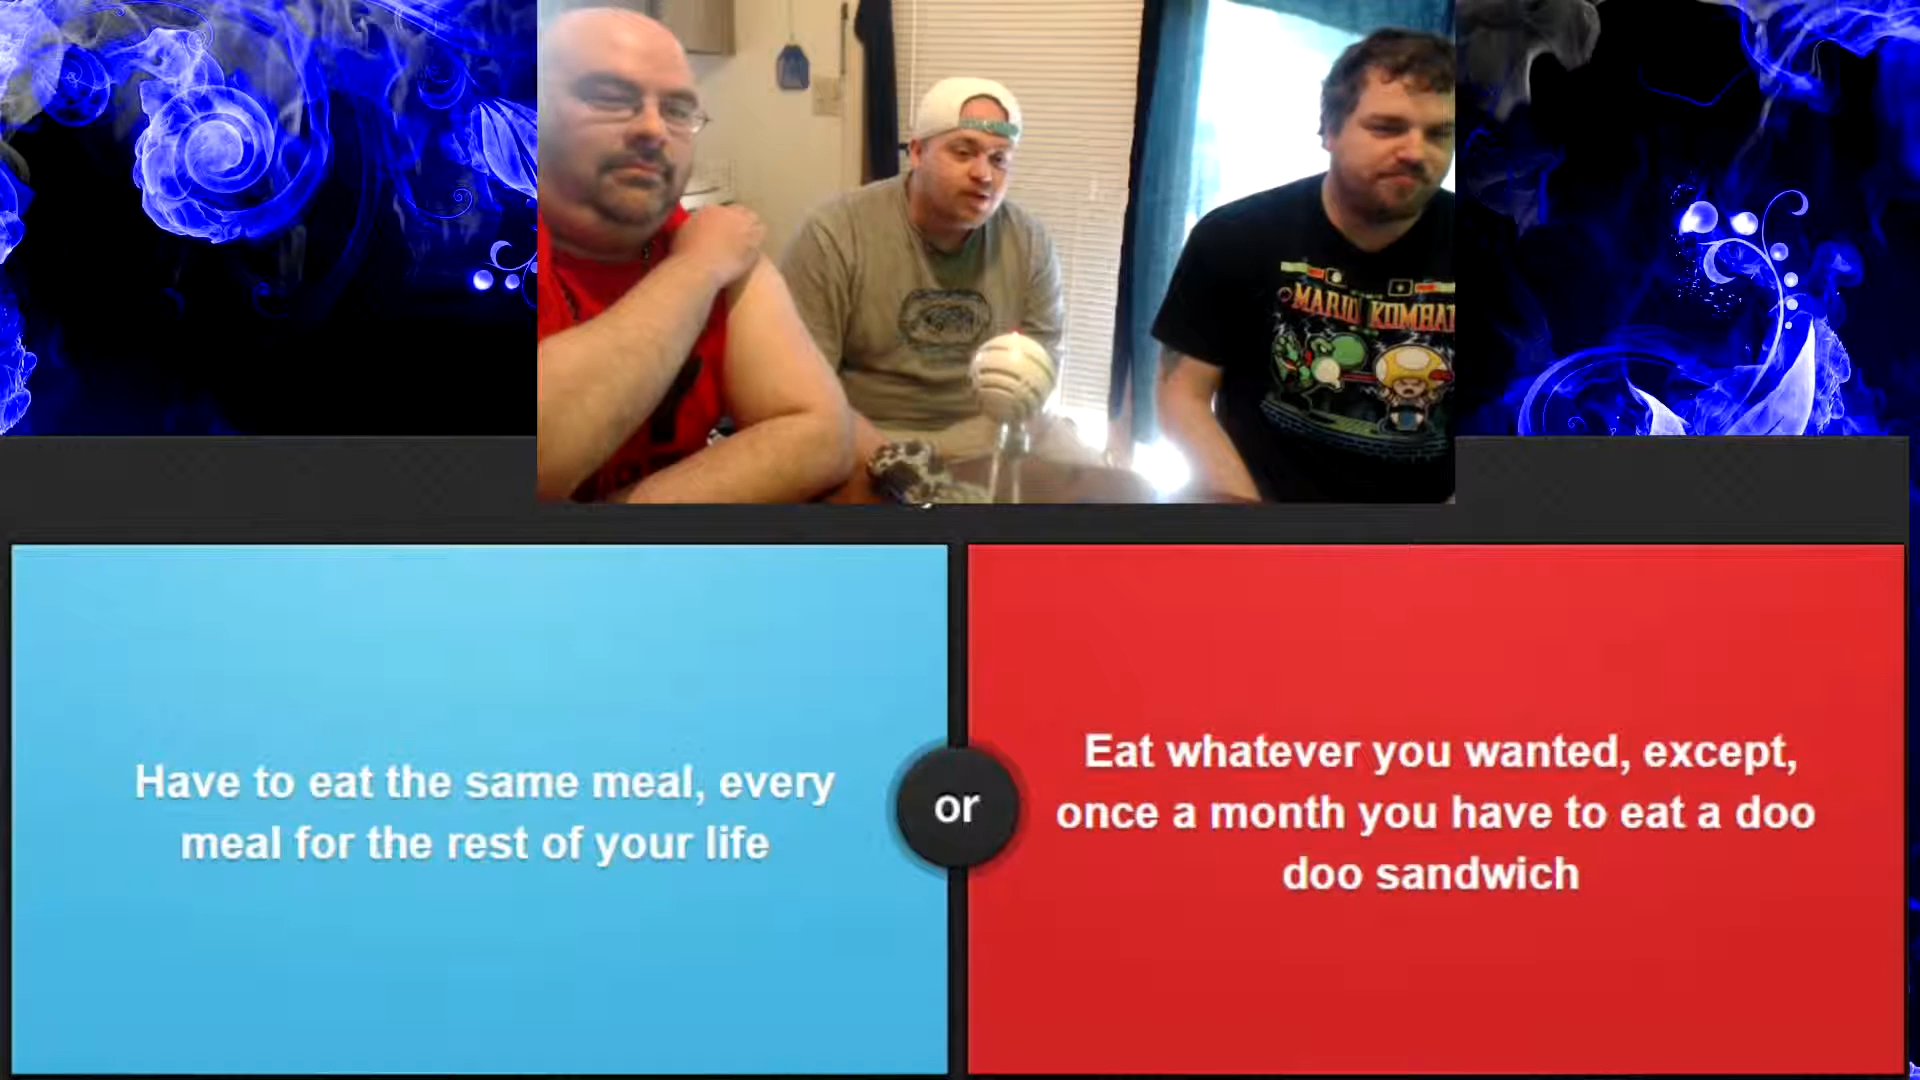 MARIO KOMBAT
Have to eat the same meal, every
meal for the rest of your life
or
Eat whatever you wanted, except,
once a month you have to eat a doo
doo sandwich